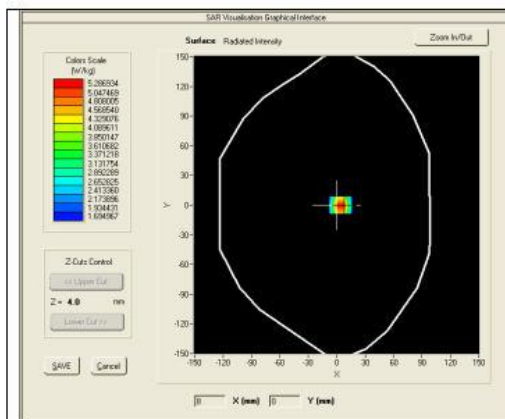 SAR Visualisation Graphical Interface
Surface Radiated Intensity
Zoom In/Out
Colors Scale
(W/kg)
5.286934
5.047469
4.808005
4.568540
4.329076
4.089611
3.850147
3.610682
3.371218
3.131754
2.892289
2.652825
2.413360
2.173896
1.934431
1.694967
150
120
90
60
30
0
-30
-60
-90
-120
-150
Y
-150 -120 -90 -60 -30 0 30 60 90 120 150
X
Z-Cuts Control
<< Upper Cut
Z = 4.0 mm
Lower Cut >>
SAVE Cancel
8 X (mm) 0 Y (mm)